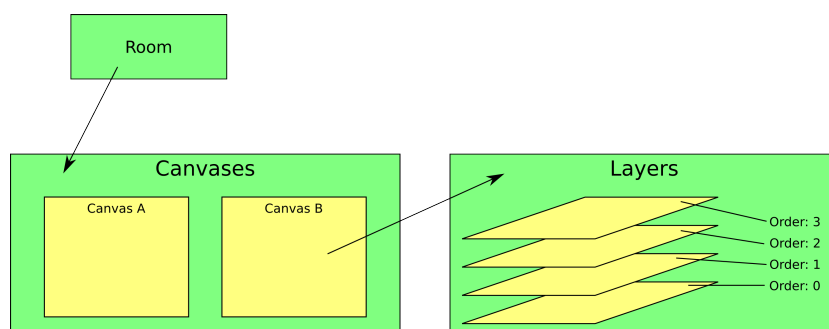 Room
Canvases
Canvas A
Canvas B
Layers
Order: 3
Order: 2
Order: 1
Order: 0